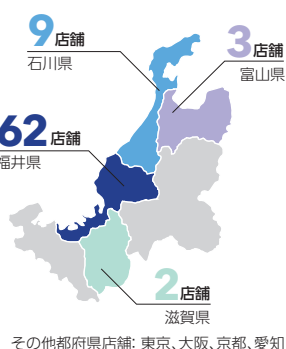 9店舗
石川県
3店舗
富山県
62店舗
福井県
2店舗
滋賀県
その他都府県店舗: 東京、大阪、京都、愛知